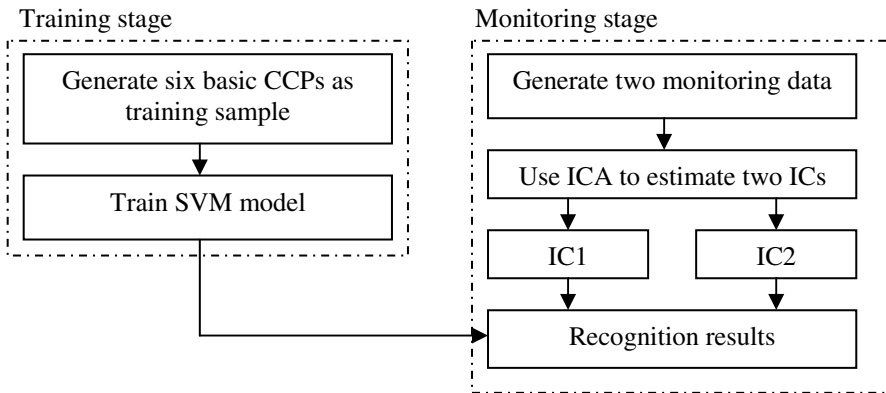 Training stage
Generate six basic CCPs as
training sample
Train SVM model
Monitoring stage
Generate two monitoring data
Use ICA to estimate two ICs
IC1
IC2
Recognition results